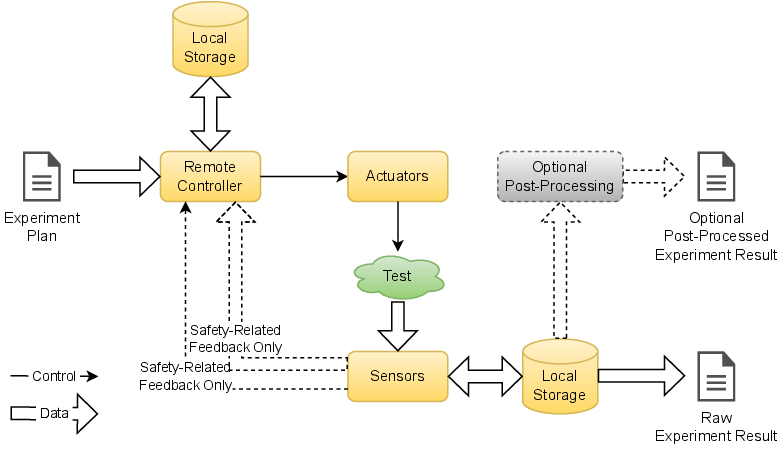 Local
Storage
Remote
Controller
Actuators
Optional
Post-Processing
Experiment
Plan
Optional
Post-Processed
Experiment Result
Test
Safety-Related
Feedback Only
Safety-Related
Feedback Only
Sensors
Local
Storage
Control
Data
Raw
Experiment Result